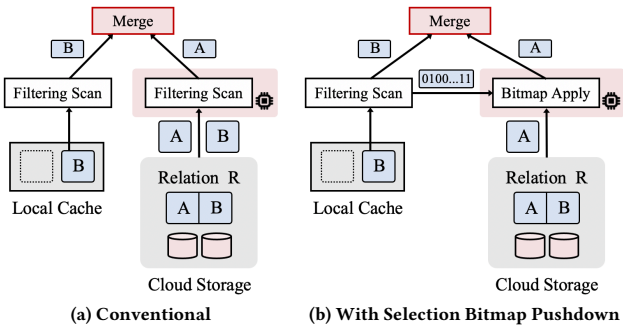 Merge
B
A
Filtering Scan
Filtering Scan
A
B
B
Local Cache
Relation R
A
B
Cloud Storage
(a) Conventional
Merge
B
A
0100...11
Filtering Scan
Bitmap Apply
A
B
Local Cache
Relation R
A
B
Cloud Storage
(b) With Selection Bitmap Pushdown